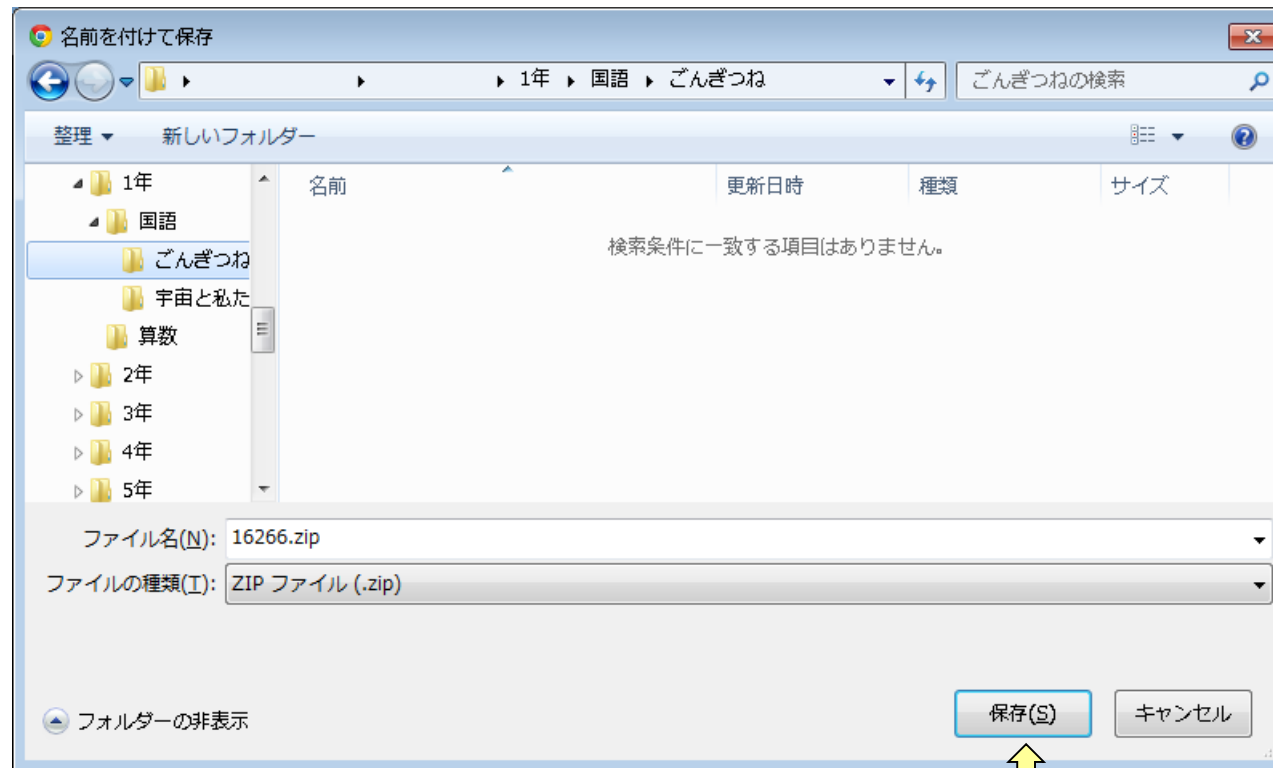 名前を付けて保存
1年 国語 ごんぎつね ごんぎつねの検索
整理 新しいフォルダー
名前 更新日時 種類 サイズ
検索条件に一致する項目はありません。
1年
国語
ごんぎつね
宇宙と私た
算数
2年
3年
4年
5年
ファイル名(N): 16266.zip
ファイルの種類(T): ZIP ファイル (.zip)
フォルダーの非表示 保存(S) キャンセル